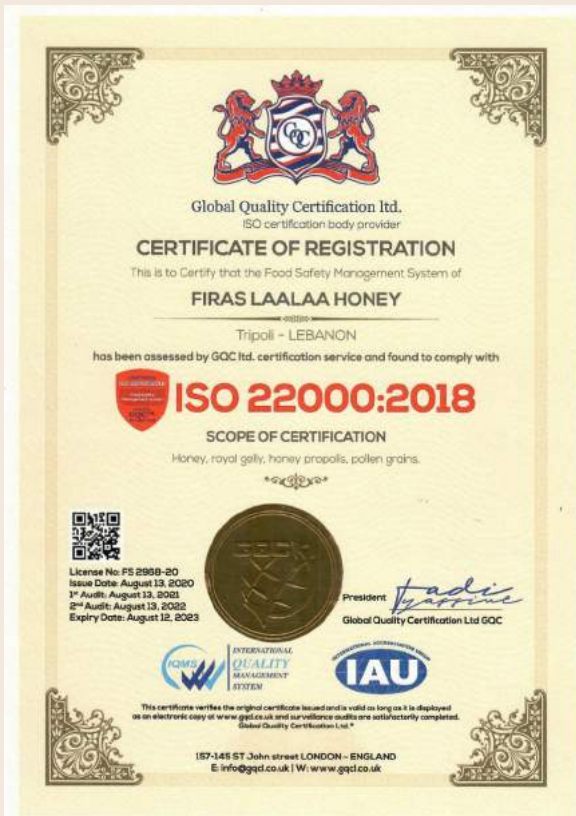 GQC
Global Quality Certification ltd.
ISO certification body provider
CERTIFICATE OF REGISTRATION
This is to Certify that the Food Safety Management System of
FIRAS LAALAA HONEY
Tripoli - LEBANON
has been assessed by GQC ltd. certification service and found to comply with
ISO 22000:2018
SCOPE OF CERTIFICATION
Honey, royal gelly, honey propolis, pollen grains.
License No: FS 2968-20
Issue Date: August 13, 2020
1st Audit: August 13, 2021
2nd Audit: August 13, 2022
Expiry Date: August 12, 2023
President
Global Quality Certification Ltd GQC
IQMS
INTERNATIONAL
QUALITY
MANAGEMENT
SYSTEM
IAU
This certificate verifies the original certificate issued and is valid as long as it is displayed
as an electronic copy at www.gqcl.co.uk and surveillance audits are satisfactorily completed.
Global Quality Certification Ltd.®
157-145 ST John street LONDON - ENGLAND
E: info@gqcl.co.uk | W: www.gqcl.co.uk